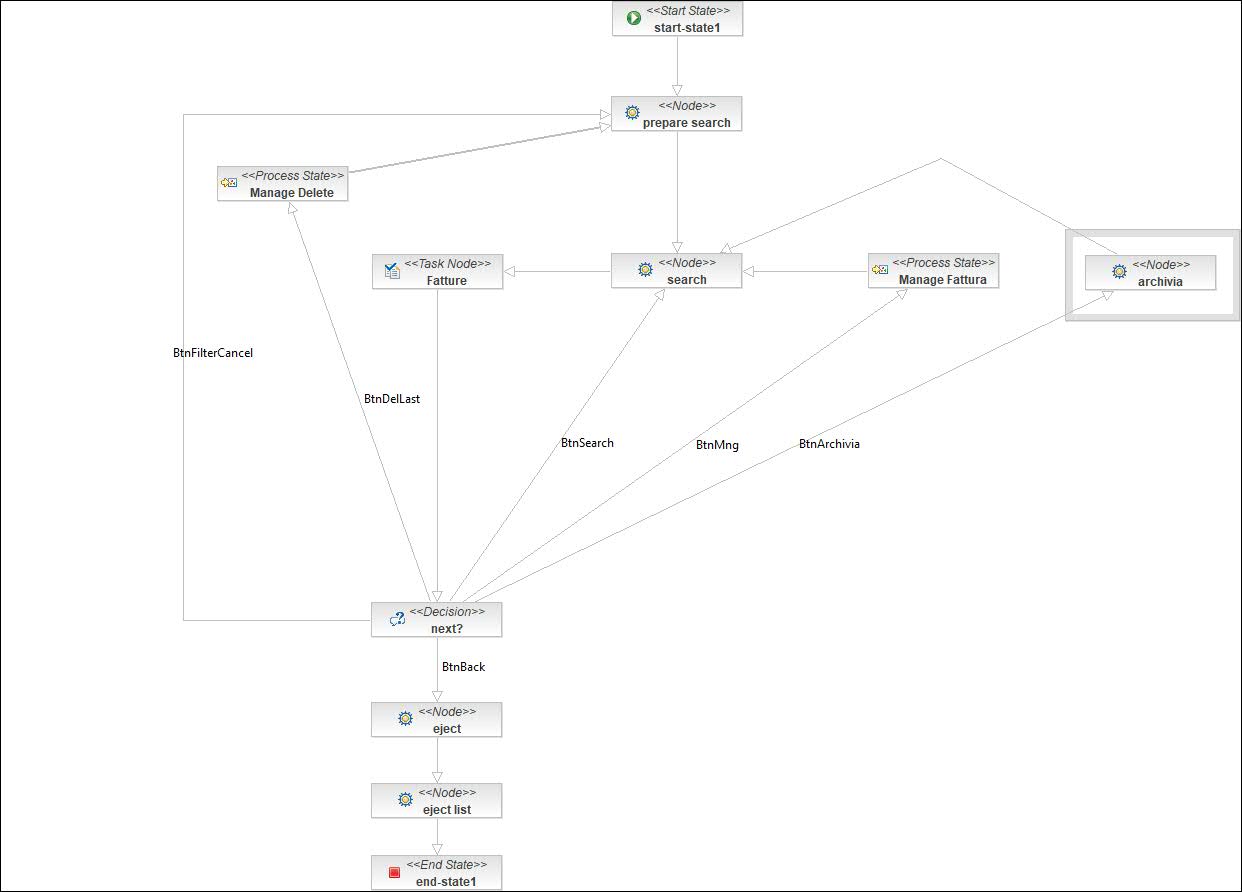 <<Start State>>
start-state1
<<Node>>
prepare search
<<Process State>>
Manage Delete
<<Task Node>>
Fatture
<<Node>>
search
<<Process State>>
Manage Fattura
<<Node>>
archivia
BtnFilterCancel
BtnDelLast
BtnSearch
BtnMng
BtnArchivia
<<Decision>>
next?
BtnBack
<<Node>>
eject
<<Node>>
eject list
<<End State>>
end-state1